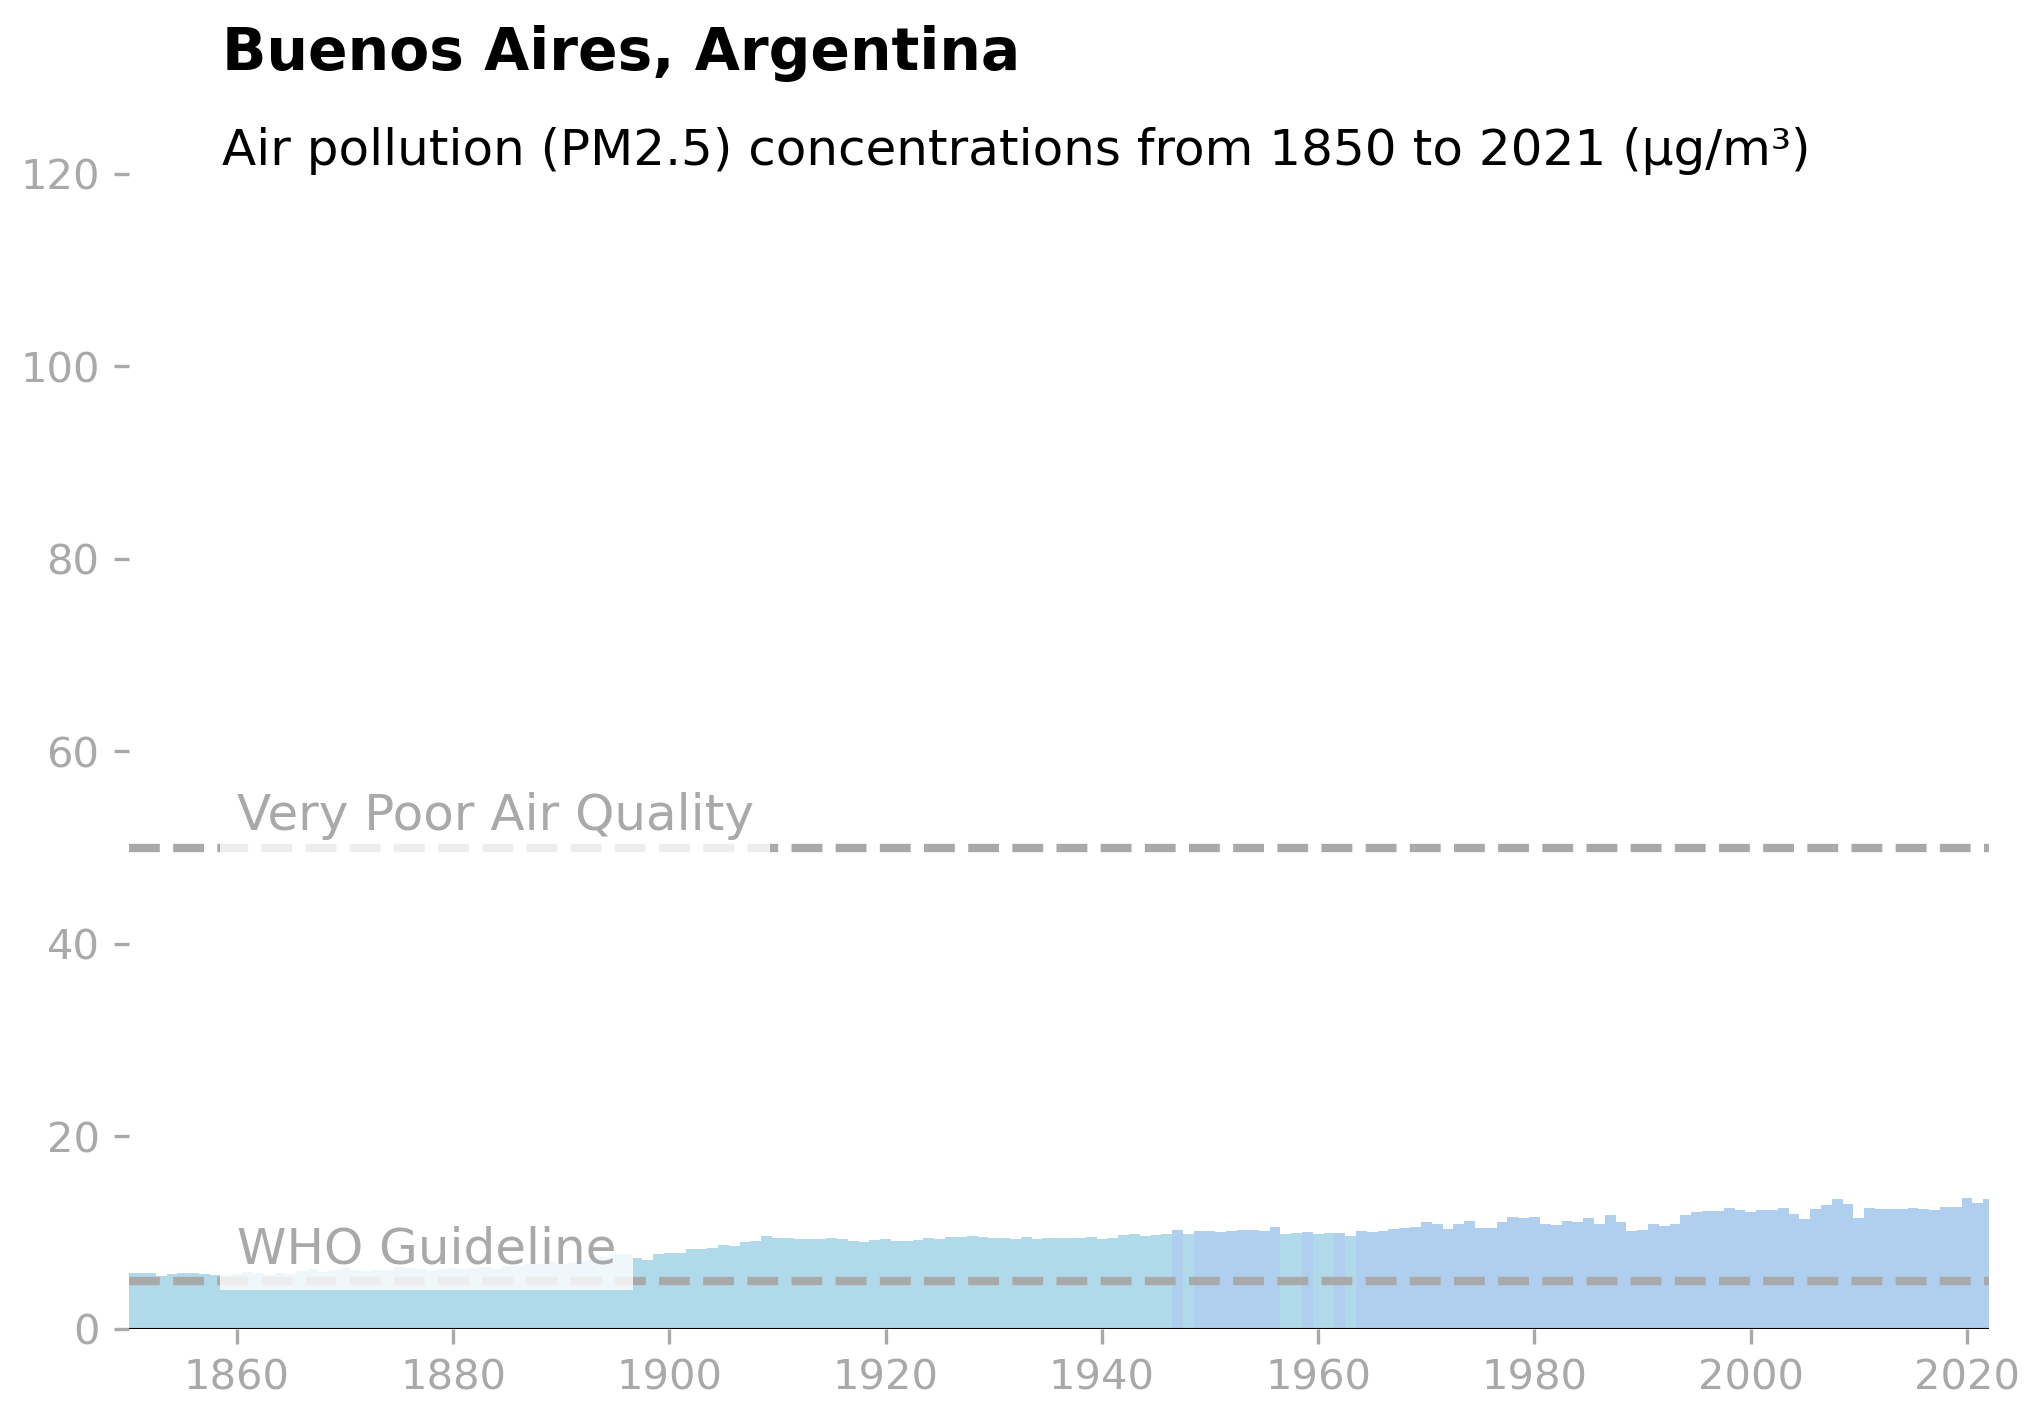 Buenos Aires, Argentina
Air pollution (PM2.5) concentrations from 1850 to 2021 (µg/m³)
120
100
80
60
Very Poor Air Quality
40
20
WHO Guideline
0
1860 1880 1900 1920 1940 1960 1980 2000 2020